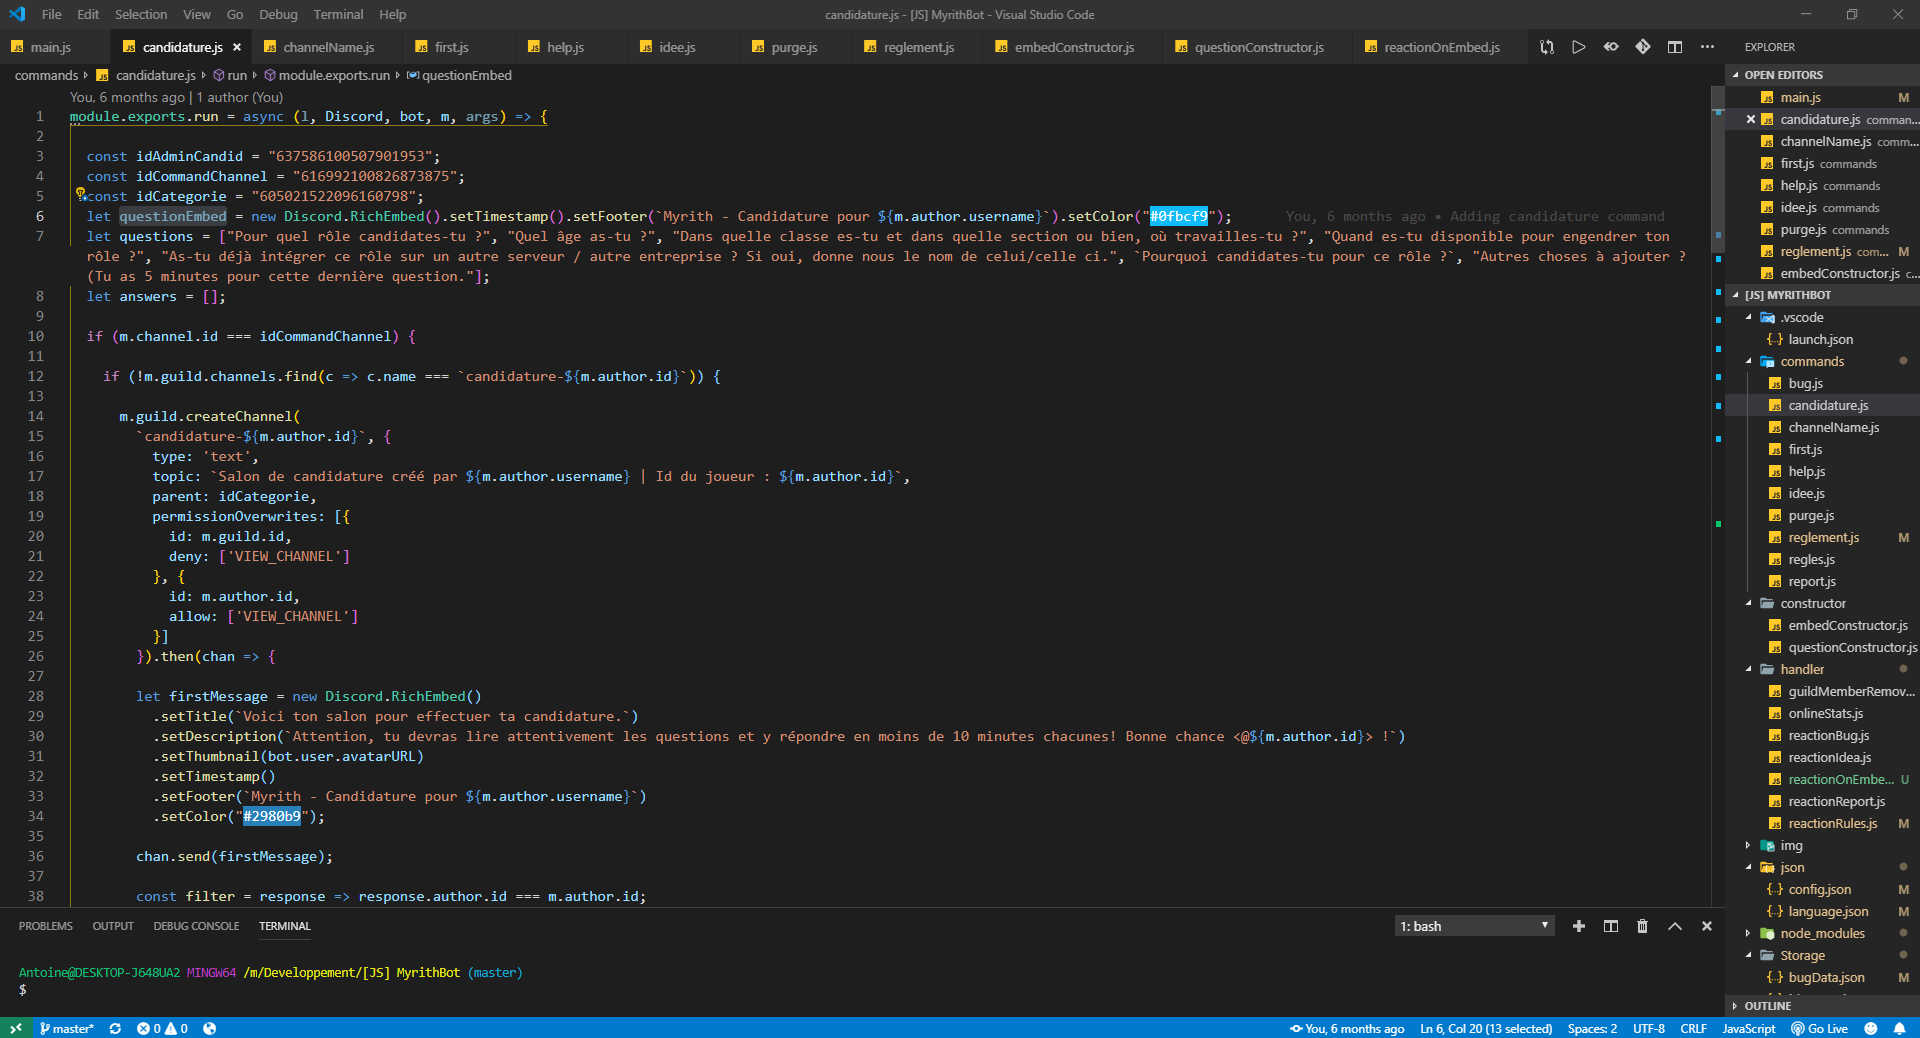 File Edit Selection View Go Debug Terminal Help
candidature.js - [JS] MyrithBot - Visual Studio Code
main.js candidature.js channelName.js first.js help.js idee.js purge.js reglement.js embedConstructor.js questionConstructor.js reactionOnEmbed.js
commands candidature.js run module.exports.run questionEmbed
You, 6 months ago | 1 author (You)
1 module.exports.run = async (l, Discord, bot, m, args) => {
2
3 const idAdminCandid = "637586100507901953";
4 const idCommandChannel = "616992100826873875";
5 const idCategorie = "605021522096160798";
6 let questionEmbed = new Discord.RichEmbed().setTimestamp().setFooter(`Myrith - Candidature pour ${m.author.username}`).setColor("#0fbcf9"); You, 6 months ago • Adding candidature command
7 let questions = ["Pour quel rôle candidates-tu ?", "Quel âge as-tu ?", "Dans quelle classe es-tu et dans quelle section ou bien, où travailles-tu ?", "Quand es-tu disponible pour engendrer ton
rôle ?", "As-tu déjà intégrer ce rôle sur un autre serveur / autre entreprise ? Si oui, donne nous le nom de celui/celle ci.", `Pourquoi candidates-tu pour ce rôle ?`, "Autres choses à ajouter ?
(Tu as 5 minutes pour cette dernière question."];
8 let answers = [];
9
10 if (m.channel.id === idCommandChannel) {
11
12 if (!m.guild.channels.find(c => c.name === `candidature-${m.author.id}`)) {
13
14 m.guild.createChannel(
15 `candidature-${m.author.id}`, {
16 type: 'text',
17 topic: `Salon de candidature créé par ${m.author.username} | Id du joueur : ${m.author.id}`,
18 parent: idCategorie,
19 permissionOverwrites: [{
20 id: m.guild.id,
21 deny: ['VIEW_CHANNEL']
22 }, {
23 id: m.author.id,
24 allow: ['VIEW_CHANNEL']
25 }]
26 }).then(chan => {
27
28 let firstMessage = new Discord.RichEmbed()
29 .setTitle(`Voici ton salon pour effectuer ta candidature.`)
30 .setDescription(`Attention, tu devras lire attentivement les questions et y répondre en moins de 10 minutes chacunes! Bonne chance <@${m.author.id}> !`)
31 .setThumbnail(bot.user.avatarURL)
32 .setTimestamp()
33 .setFooter(`Myrith - Candidature pour ${m.author.username}`)
34 .setColor("#2980b9");
35
36 chan.send(firstMessage);
37
38 const filter = response => response.author.id === m.author.id;
PROBLEMS OUTPUT DEBUG CONSOLE TERMINAL
1: bash
Antoine@DESKTOP-J648UA2 MINGW64 /m/Developpement/[JS] MyrithBot (master)
$
EXPLORER
OPEN EDITORS
main.js M
candidature.js comman...
channelName.js comm...
first.js commands
help.js commands
idee.js commands
purge.js commands
reglement.js com... M
embedConstructor.js c...
[JS] MYRITHBOT
.vscode
{..} launch.json
commands
bug.js
candidature.js
channelName.js
first.js
help.js
idee.js
purge.js
reglement.js M
regles.js
report.js
constructor
embedConstructor.js
questionConstructor.js
handler
guildMemberRemov...
onlineStats.js
reactionBug.js
reactionIdea.js
reactionOnEmbe... U
reactionReport.js
reactionRules.js M
img
json
{..} config.json M
{..} language.json M
node_modules
Storage
{..} bugData.json M
OUTLINE
master* 0 0 You, 6 months ago Ln 6, Col 20 (13 selected) Spaces: 2 UTF-8 CRLF JavaScript Go Live